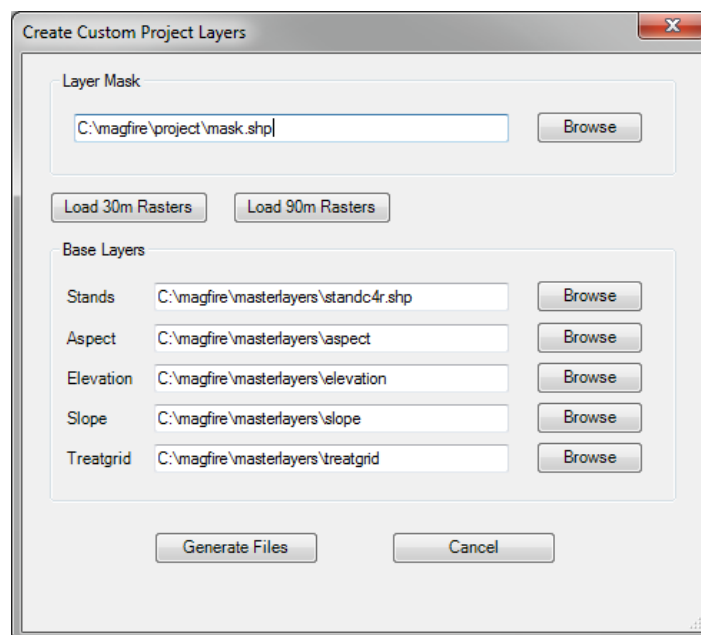 Create Custom Project Layers
Layer Mask
C:\magfire\project\mask.shp
Browse
Load 30m Rasters
Load 90m Rasters
Base Layers
Stands
C:\magfire\masterlayers\standc4r.shp
Browse
Aspect
C:\magfire\masterlayers\aspect
Browse
Elevation
C:\magfire\masterlayers\elevation
Browse
Slope
C:\magfire\masterlayers\slope
Browse
Treatgrid
C:\magfire\masterlayers\treatgrid
Browse
Generate Files
Cancel